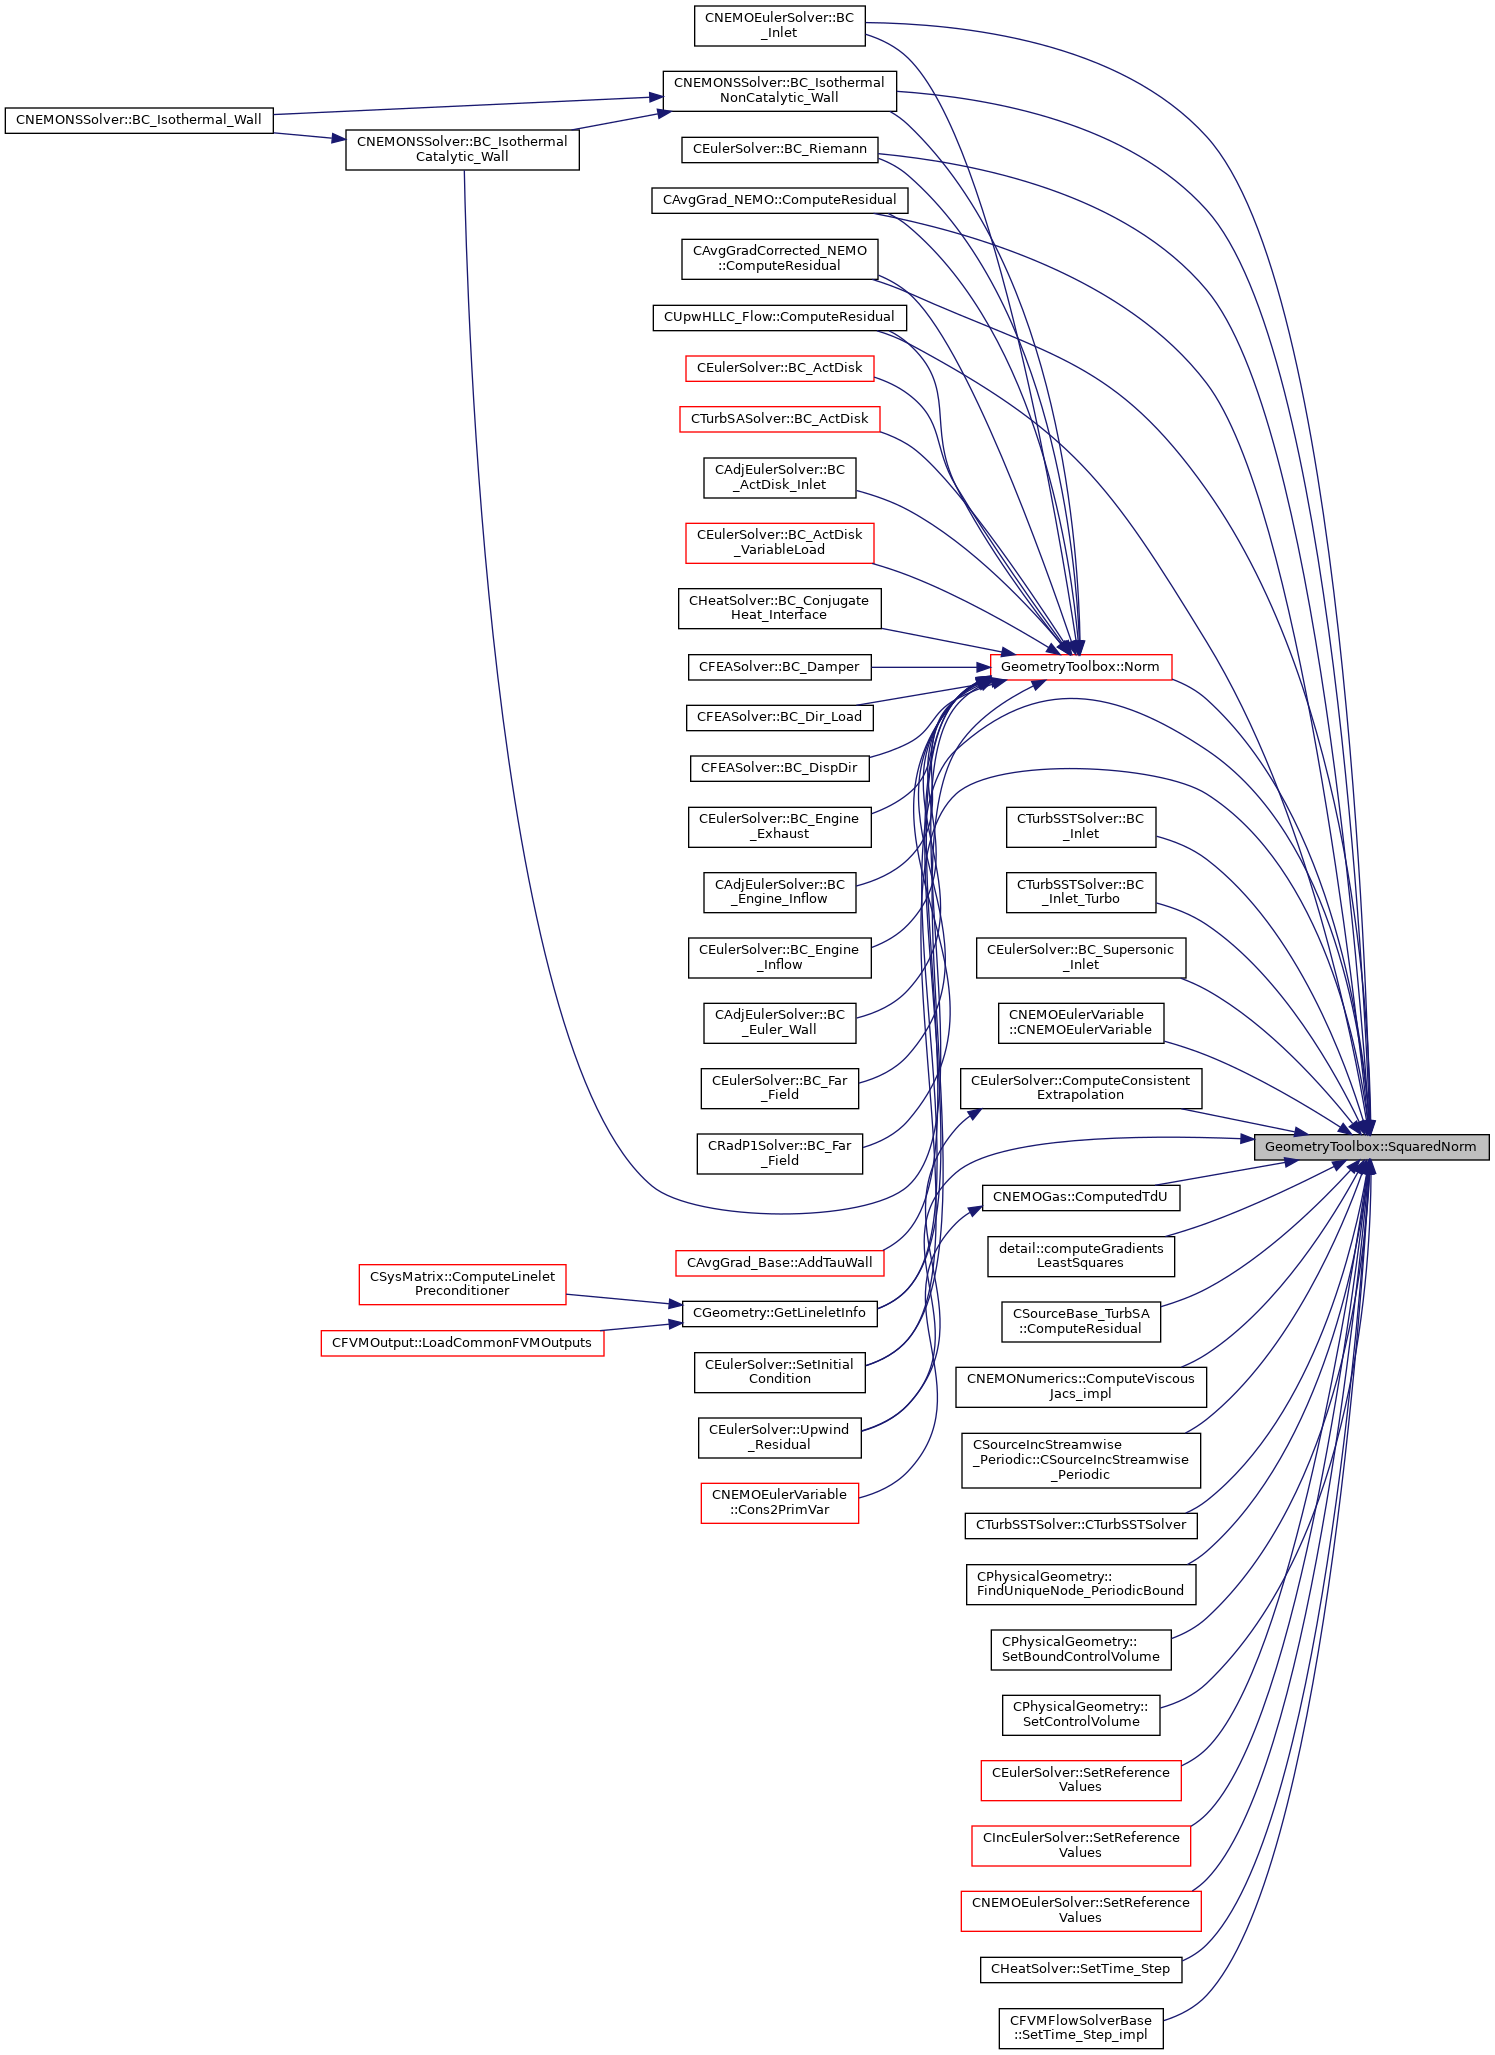 CNEMOEulerSolver::BC
_Inlet
CNEMONSSolver::BC_Isothermal
NonCatalytic_Wall
CNEMONSSolver::BC_Isothermal_Wall
CNEMONSSolver::BC_Isothermal
Catalytic_Wall
CEulerSolver::BC_Riemann
CAvgGrad_NEMO::ComputeResidual
CAvgGradCorrected_NEMO
::ComputeResidual
CUpwHLLC_Flow::ComputeResidual
CEulerSolver::BC_ActDisk
CTurbSASolver::BC_ActDisk
CAdjEulerSolver::BC
_ActDisk_Inlet
CEulerSolver::BC_ActDisk
_VariableLoad
CHeatSolver::BC_Conjugate
Heat_Interface
CFEASolver::BC_Damper
GeometryToolbox::Norm
CFEASolver::BC_Dir_Load
CFEASolver::BC_DispDir
CEulerSolver::BC_Engine
_Exhaust
CAdjEulerSolver::BC
_Engine_Inflow
CEulerSolver::BC_Engine
_Inflow
CAdjEulerSolver::BC
_Euler_Wall
CEulerSolver::BC_Far
_Field
CRadP1Solver::BC_Far
_Field
CAvgGrad_Base::AddTauWall
CSysMatrix::ComputeLinelet
Preconditioner
CGeometry::GetLineletInfo
CFVMOutput::LoadCommonFVMOutputs
CEulerSolver::SetInitial
Condition
CEulerSolver::Upwind
_Residual
CNEMOEulerVariable
::Cons2PrimVar
CTurbSSTSolver::BC
_Inlet
CTurbSSTSolver::BC
_Inlet_Turbo
CEulerSolver::BC_Supersonic
_Inlet
CNEMOEulerVariable
::CNEMOEulerVariable
CEulerSolver::ComputeConsistent
Extrapolation
GeometryToolbox::SquaredNorm
CNEMOGas::ComputedTdU
detail::computeGradients
LeastSquares
CSourceBase_TurbSA
::ComputeResidual
CNEMONumerics::ComputeViscous
Jacs_impl
CSourceIncStreamwise
_Periodic::CSourceIncStreamwise
_Periodic
CTurbSSTSolver::CTurbSSTSolver
CPhysicalGeometry::
FindUniqueNode_PeriodicBound
CPhysicalGeometry::
SetBoundControlVolume
CPhysicalGeometry::
SetControlVolume
CEulerSolver::SetReference
Values
CIncEulerSolver::SetReference
Values
CNEMOEulerSolver::SetReference
Values
CHeatSolver::SetTime_Step
CFVMFlowSolverBase
::SetTime_Step_impl